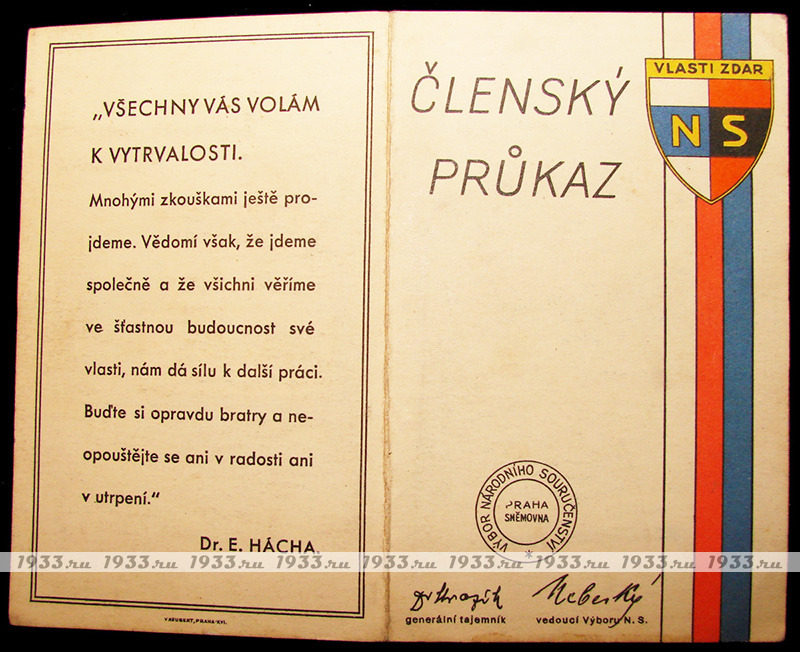 „VŠECHNY VÁS VOLÁM
K VYTRVALOSTI.
Mnohými zkouškami ještě pro-
jdeme. Vědomí však, že jdeme
společně a že všichni věříme
ve šťastnou budoucnost své
vlasti, nám dá sílu k další práci.
Buďte si opravdu bratry a ne-
opouštějte se ani v radosti ani
v utrpení.“
Dr. E. HÁCHA.
V. NEUBERT, PRAHA-XVI.
ČLENSKÝ
PRŮKAZ
VLASTI ZDAR
N S
VÝBOR NÁRODNÍHO SOURUČENSTVÍ
PRAHA
SNĚMOVNA
generální tajemník
vedoucí Výboru N. S.
1933.ru 1933.ru 1933.ru 1933.ru 1933.ru 1933.ru 1933.ru 1933.ru 1933.ru